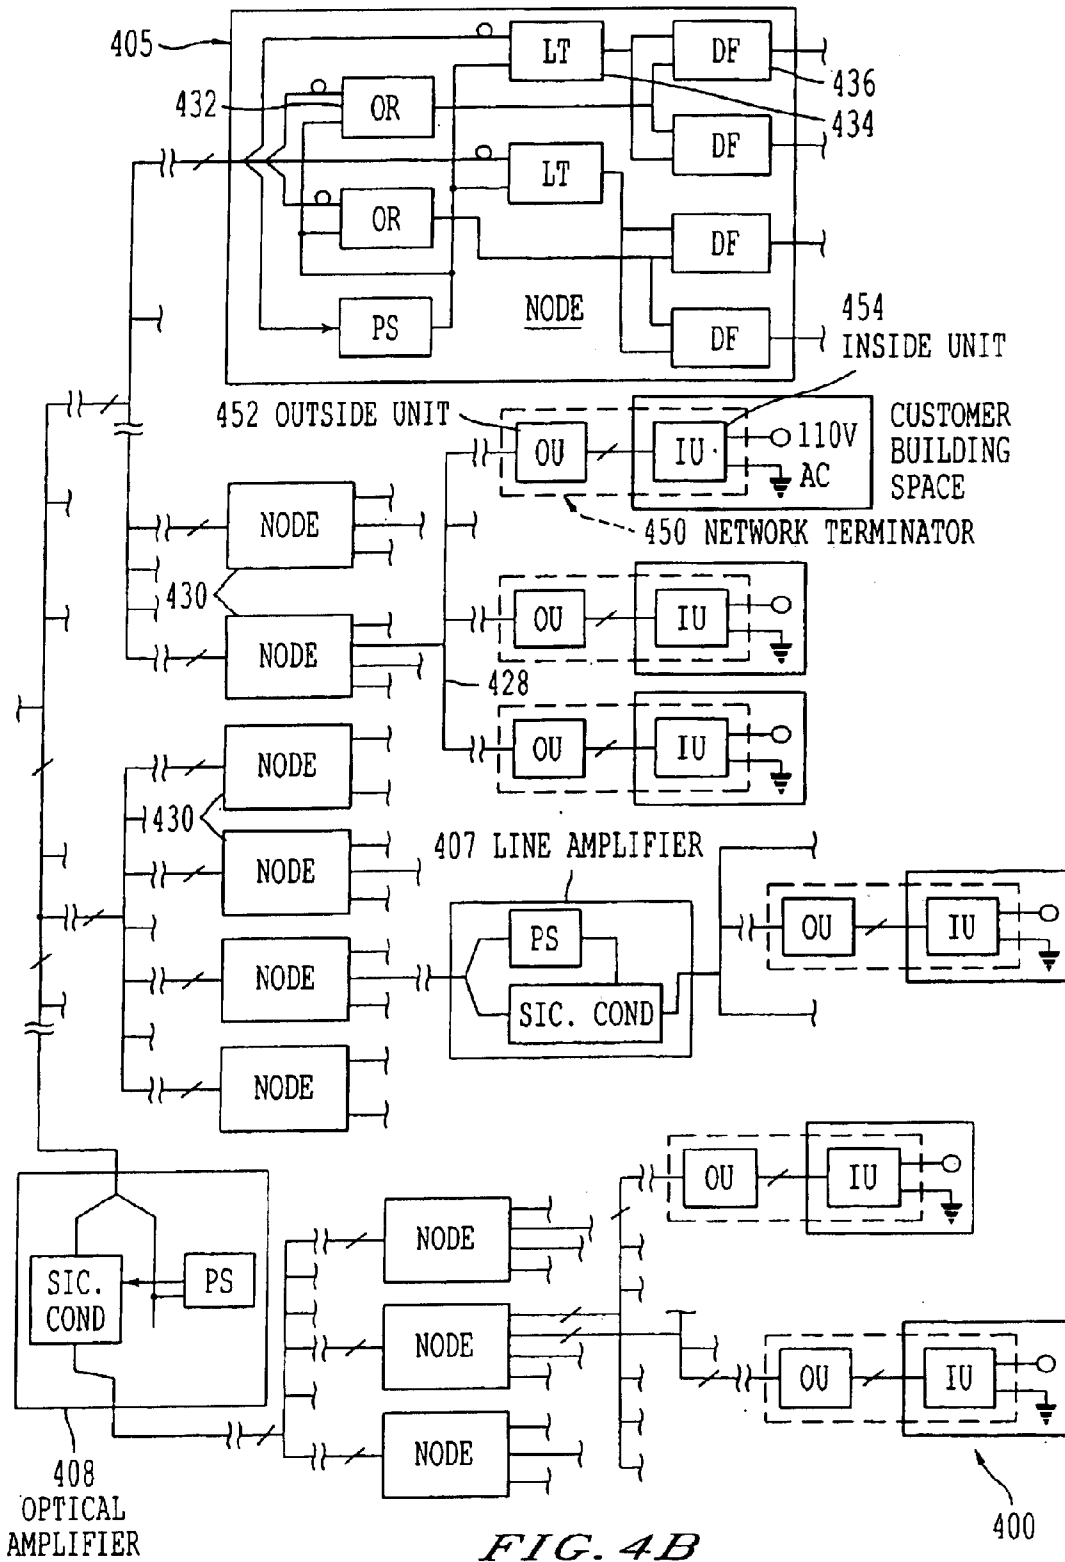 405
LT
DF
436
432
OR
434
DF
LT
OR
DF
454
INSIDE UNIT
NODE
PS
DF
452 OUTSIDE UNIT
CUSTOMER
BUILDING
SPACE
OU
IU
110V
AC
450 NETWORK TERMINATOR
NODE
430
OU
IU
NODE
428
OU
IU
NODE
430
407 LINE AMPLIFIER
NODE
PS
OU
IU
NODE
SIC. COND
NODE
OU
IU
NODE
SIC.
COND
PS
NODE
OU
IU
NODE
408
OPTICAL
AMPLIFIER
400
FIG. 4B